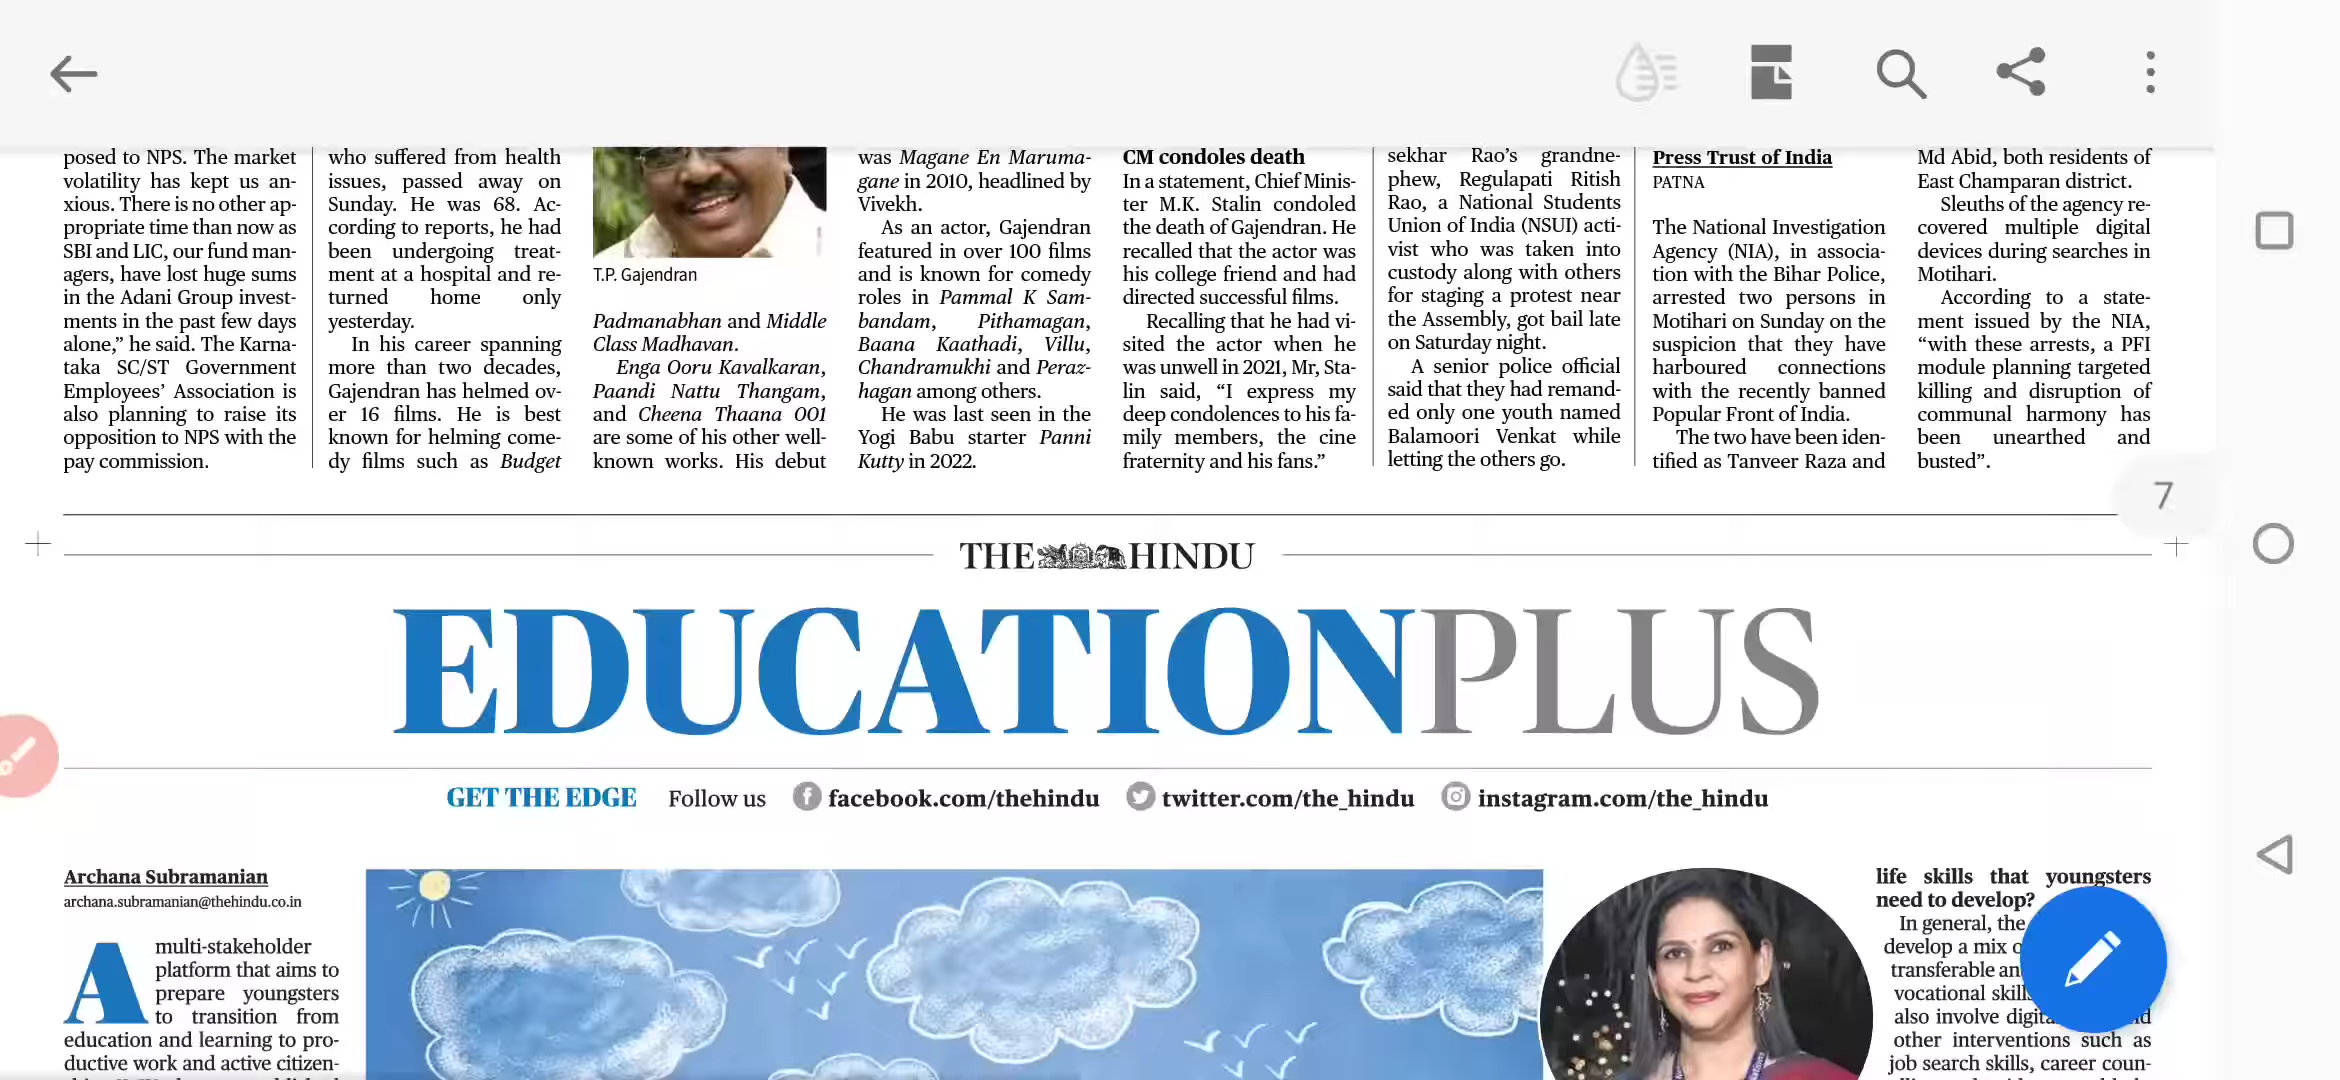 posed to NPS. The market
volatility has kept us an-
xious. There is no other ap-
propriate time than now as
SBI and LIC, our fund man-
agers, have lost huge sums
in the Adani Group invest-
ments in the past few days
alone,” he said. The Karna-
taka SC/ST Government
Employees’ Association is
also planning to raise its
opposition to NPS with the
pay commission.
who suffered from health
issues, passed away on
Sunday. He was 68. Ac-
cording to reports, he had
been undergoing treat-
ment at a hospital and re-
turned home only
yesterday.
In his career spanning
more than two decades,
Gajendran has helmed ov-
er 16 films. He is best
known for helming come-
dy films such as Budget
T.P. Gajendran
Padmanabhan and Middle
Class Madhavan.
Enga Ooru Kavalkaran,
Paandi Nattu Thangam,
and Cheena Thaana 001
are some of his other well-
known works. His debut
was Magane En Maruma-
gane in 2010, headlined by
Vivekh.
As an actor, Gajendran
featured in over 100 films
and is known for comedy
roles in Pammal K Sam-
bandam, Pithamagan,
Baana Kaathadi, Villu,
Chandramukhi and Peraz-
hagan among others.
He was last seen in the
Yogi Babu starter Panni
Kutty in 2022.
CM condoles death
In a statement, Chief Minis-
ter M.K. Stalin condoled
the death of Gajendran. He
recalled that the actor was
his college friend and had
directed successful films.
Recalling that he had vi-
sited the actor when he
was unwell in 2021, Mr, Sta-
lin said, “I express my
deep condolences to his fa-
mily members, the cine
fraternity and his fans.”
sekhar Rao’s grandne-
phew, Regulapati Ritish
Rao, a National Students
Union of India (NSUI) acti-
vist who was taken into
custody along with others
for staging a protest near
the Assembly, got bail late
on Saturday night.
A senior police official
said that they had remand-
ed only one youth named
Balamoori Venkat while
letting the others go.
Press Trust of India
PATNA
The National Investigation
Agency (NIA), in associa-
tion with the Bihar Police,
arrested two persons in
Motihari on Sunday on the
suspicion that they have
harboured connections
with the recently banned
Popular Front of India.
The two have been iden-
tified as Tanveer Raza and
Md Abid, both residents of
East Champaran district.
Sleuths of the agency re-
covered multiple digital
devices during searches in
Motihari.
According to a state-
ment issued by the NIA,
“with these arrests, a PFI
module planning targeted
killing and disruption of
communal harmony has
been unearthed and
busted”.
7
THE HINDU
EDUCATIONPLUS
GET THE EDGE Follow us facebook.com/thehindu twitter.com/the_hindu instagram.com/the_hindu
Archana Subramanian
archana.subramanian@thehindu.co.in
A multi-stakeholder
platform that aims to
prepare youngsters
to transition from
education and learning to pro-
ductive work and active citizen-
life skills that youngsters
need to develop?
In general, the
develop a mix
transferable
vocational
also involve
other interventions such as
job search skills, career coun-